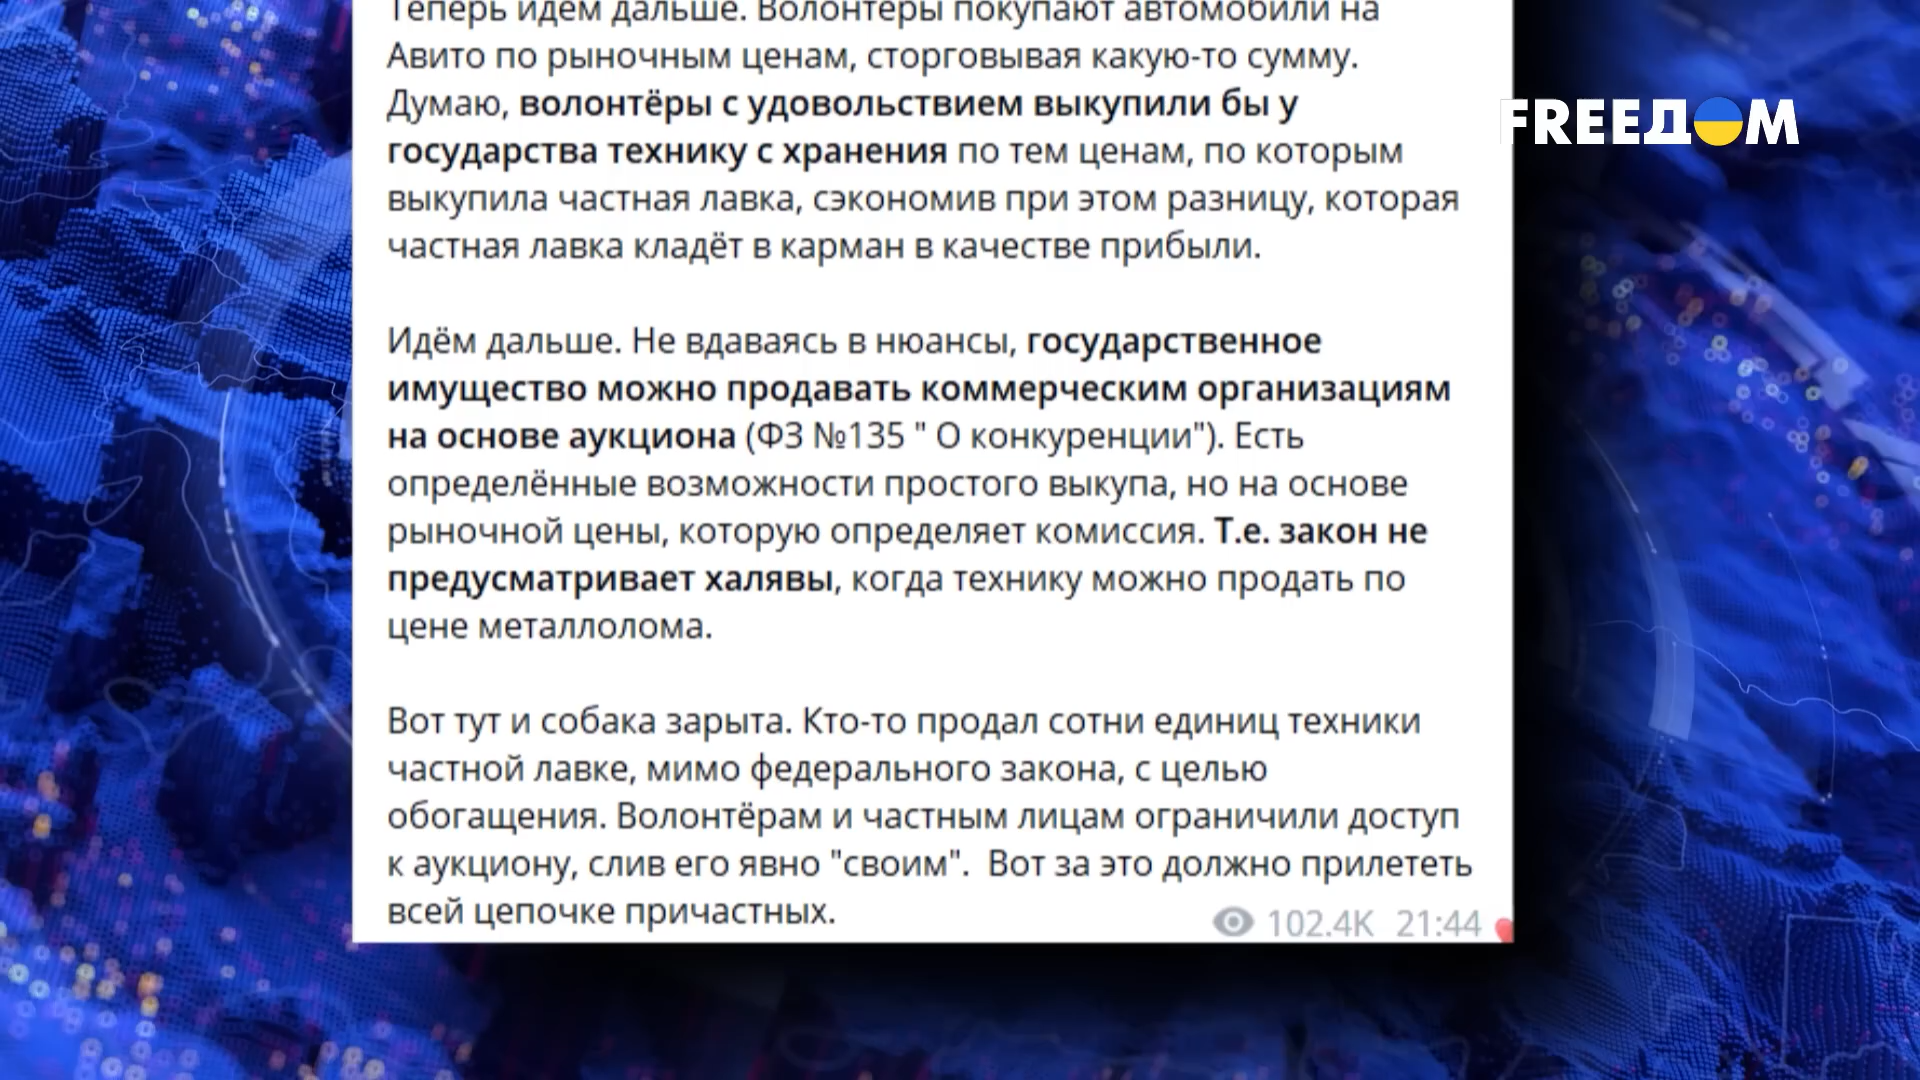 Теперь идём дальше. Волонтёры покупают автомобили на
Авито по рыночным ценам, сторговывая какую-то сумму.
Думаю, волонтёры с удовольствием выкупили бы у
государства технику с хранения по тем ценам, по которым
выкупила частная лавка, сэкономив при этом разницу, которая
частная лавка кладёт в карман в качестве прибыли.
Идём дальше. Не вдаваясь в нюансы, государственное
имущество можно продавать коммерческим организациям
на основе аукциона (ФЗ №135 " О конкуренции"). Есть
определённые возможности простого выкупа, но на основе
рыночной цены, которую определяет комиссия. Т.е. закон не
предусматривает халявы, когда технику можно продать по
цене металлолома.
Вот тут и собака зарыта. Кто-то продал сотни единиц техники
частной лавке, мимо федерального закона, с целью
обогащения. Волонтёрам и частным лицам ограничили доступ
к аукциону, слив его явно "своим". Вот за это должно прилететь
всей цепочке причастных.
102.4K 21:44
FREEДОМ